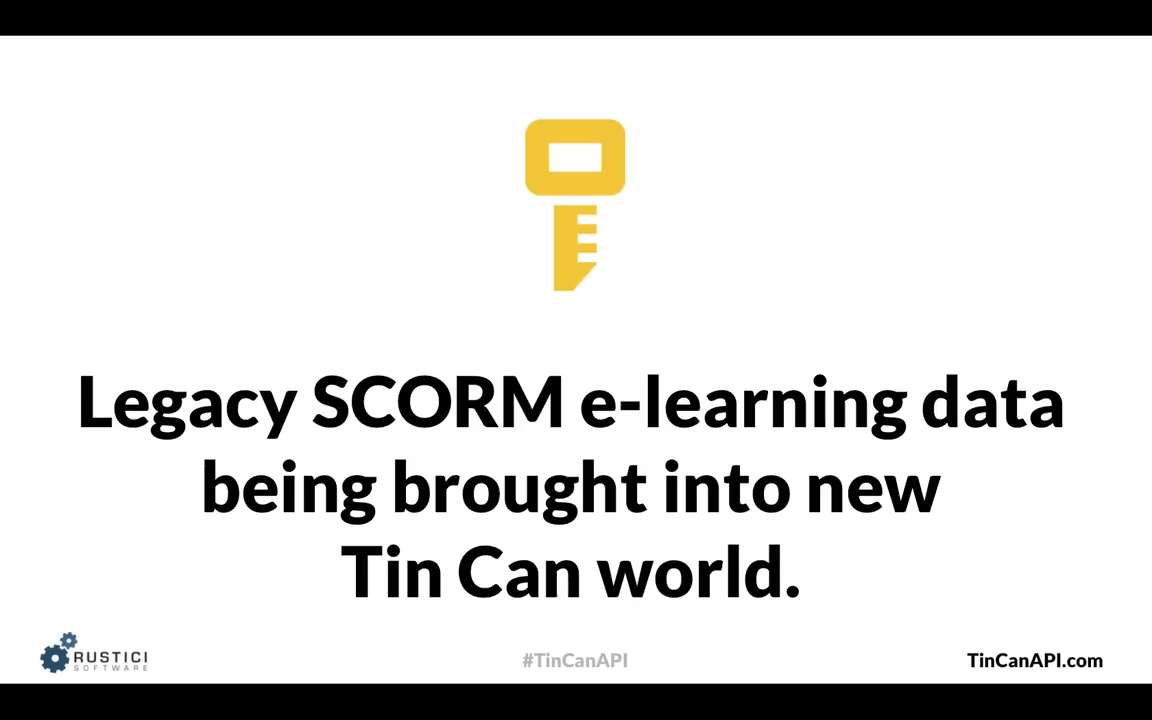 Legacy SCORM e-learning data
being brought into new
Tin Can world.
RUSTICI
SOFTWARE
#TinCanAPI
TinCanAPI.com